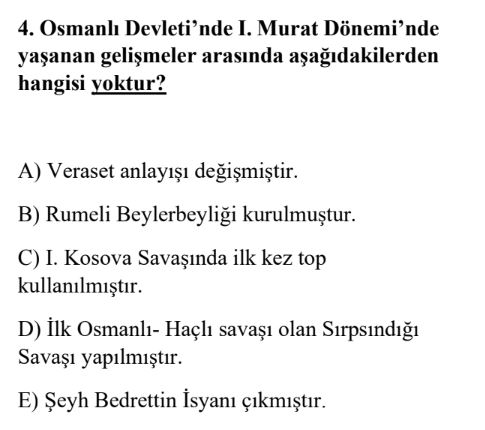 4. Osmanlı Devleti’nde I. Murat Dönemi’nde
yaşanan gelişmeler arasında aşağıdakilerden
hangisi yoktur?
A) Veraset anlayışı değişmiştir.
B) Rumeli Beylerbeyliği kurulmuştur.
C) I. Kosova Savaşında ilk kez top
kullanılmıştır.
D) İlk Osmanlı- Haçlı savaşı olan Sırpsındığı
Savaşı yapılmıştır.
E) Şeyh Bedrettin İsyanı çıkmıştır.